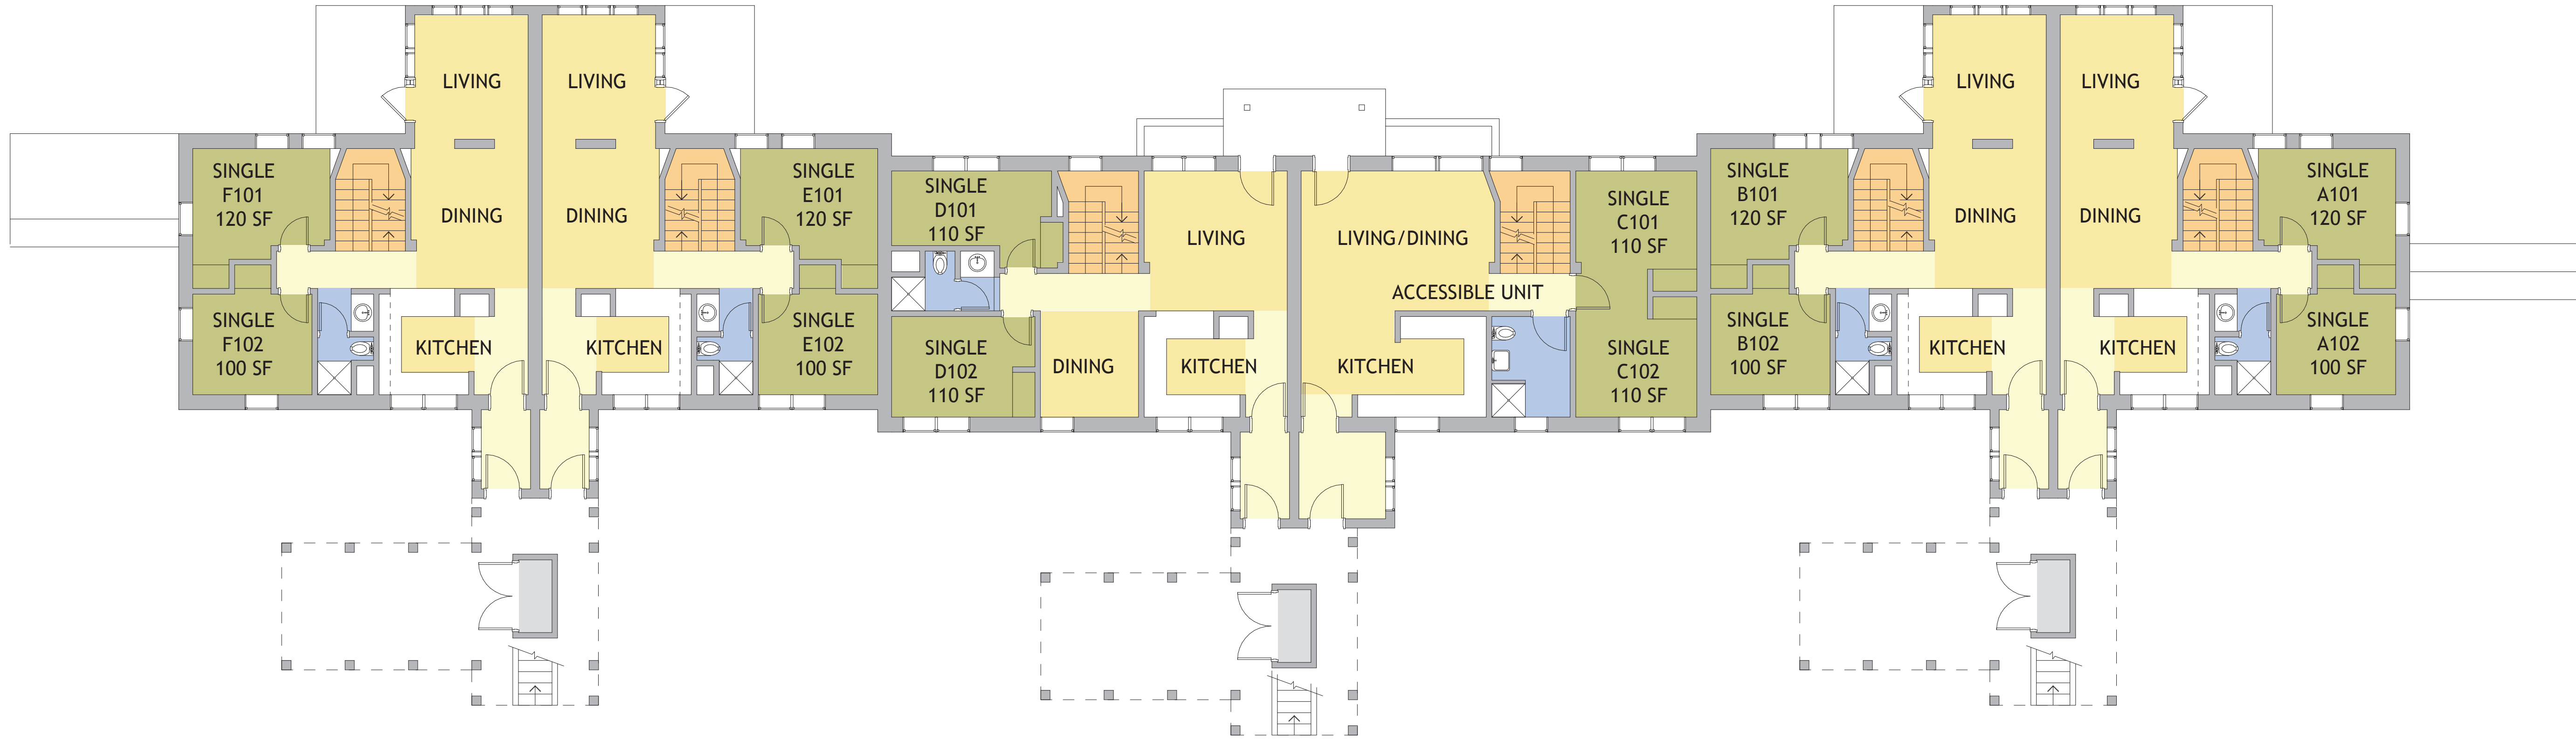 LIVING
LIVING
LIVING
LIVING
SINGLE
F101
120 SF
DINING
DINING
SINGLE
E101
120 SF
SINGLE
D101
110 SF
LIVING
LIVING/DINING
SINGLE
C101
110 SF
SINGLE
B101
120 SF
DINING
DINING
SINGLE
A101
120 SF
ACCESSIBLE UNIT
SINGLE
F102
100 SF
KITCHEN
KITCHEN
SINGLE
E102
100 SF
SINGLE
D102
110 SF
DINING
KITCHEN
KITCHEN
SINGLE
C102
110 SF
SINGLE
B102
100 SF
KITCHEN
KITCHEN
SINGLE
A102
100 SF